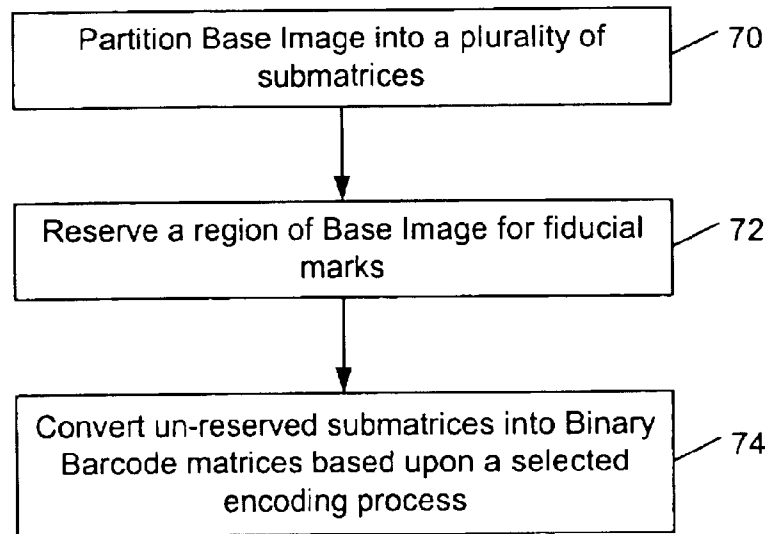 Partition Base Image into a plurality of
submatrices
70
Reserve a region of Base Image for fiducial
marks
72
Convert un-reserved submatrices into Binary
Barcode matrices based upon a selected
encoding process
74